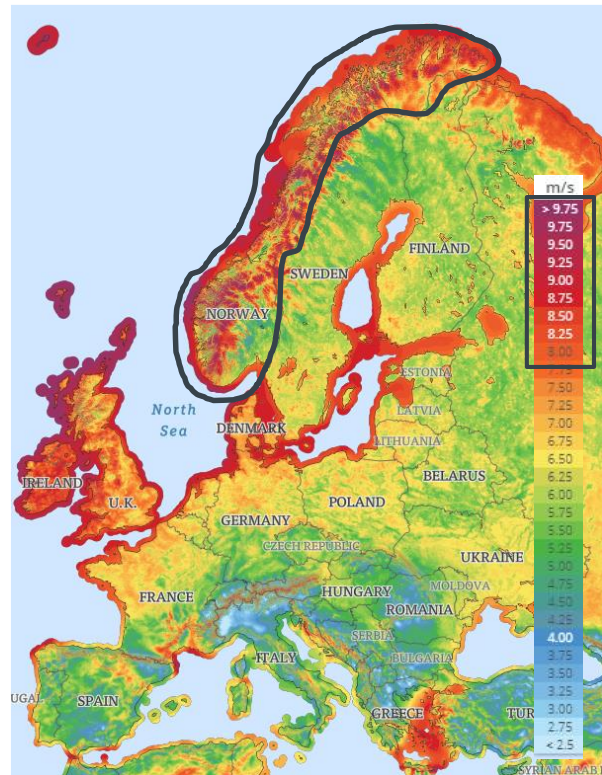 m/s
> 9.75
9.75
9.50
9.25
9.00
8.75
8.50
8.25
8.00
7.75
7.50
7.25
7.00
6.75
6.50
6.25
6.00
5.75
5.50
5.25
5.00
4.75
4.50
4.25
4.00
3.75
3.50
3.25
3.00
2.75
< 2.5
FINLAND
SWEDEN
NORWAY
ESTONIA
North
Sea
LATVIA
DENMARK
LITHUANIA
IRELAND
BELARUS
U.K.
POLAND
GERMANY
CZECH REPUBLIC
UKRAINE
MOLDOVA
HUNGARY
FRANCE
ROMANIA
SERBIA
ITALY
BULGARIA
UGAL
SPAIN
GREECE
TUR
SYRIAN ARAB